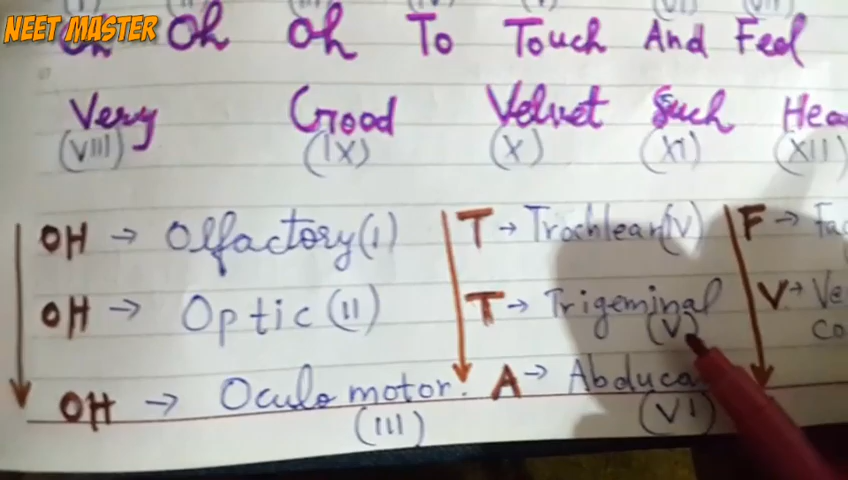 NEET MASTER
Oh Oh Oh To Touch And Feel
Very Good Velvet Such
(VIII) (IX) (X) (XI) (XII)
OH → Olfactory (I) T → Trochlear (IV) F →
OH → Optic (II) T → Trigeminal V →
(V)
OH → Oculomotor. A →
(III) (VI)